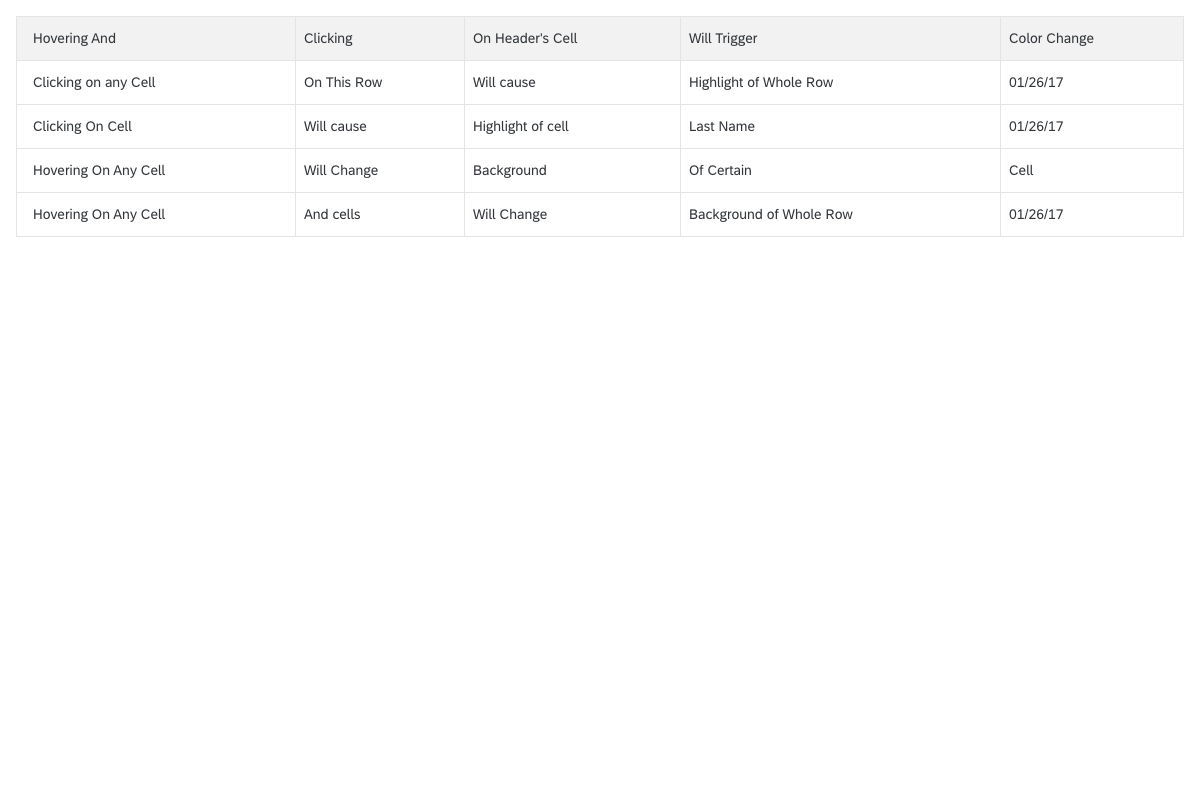 Hovering And Clicking On Header's Cell Will Trigger Color Change
Clicking on any Cell On This Row Will cause Highlight of Whole Row 01/26/17
Clicking On Cell Will cause Highlight of cell Last Name 01/26/17
Hovering On Any Cell Will Change Background Of Certain Cell
Hovering On Any Cell And cells Will Change Background of Whole Row 01/26/17